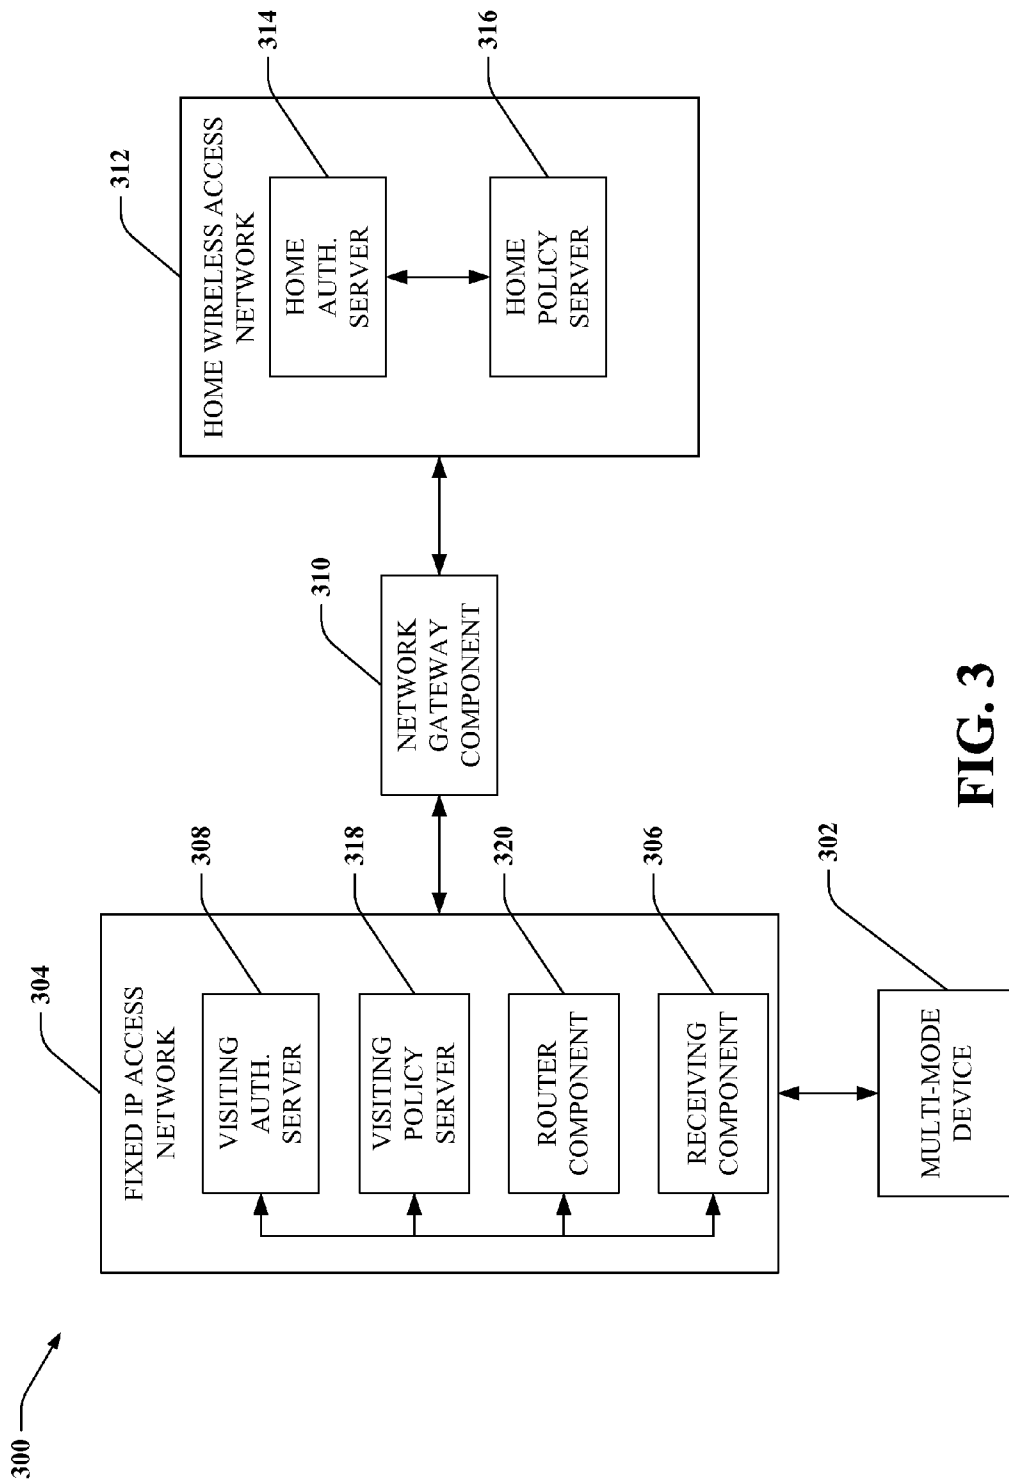 300
304
FIXED IP ACCESS
NETWORK
308
VISITING
AUTH.
SERVER
318
VISITING
POLICY
SERVER
320
ROUTER
COMPONENT
306
RECEIVING
COMPONENT
302
MULTI-MODE
DEVICE
310
NETWORK
GATEWAY
COMPONENT
312
HOME WIRELESS ACCESS
NETWORK
314
HOME
AUTH.
SERVER
316
HOME
POLICY
SERVER
FIG. 3